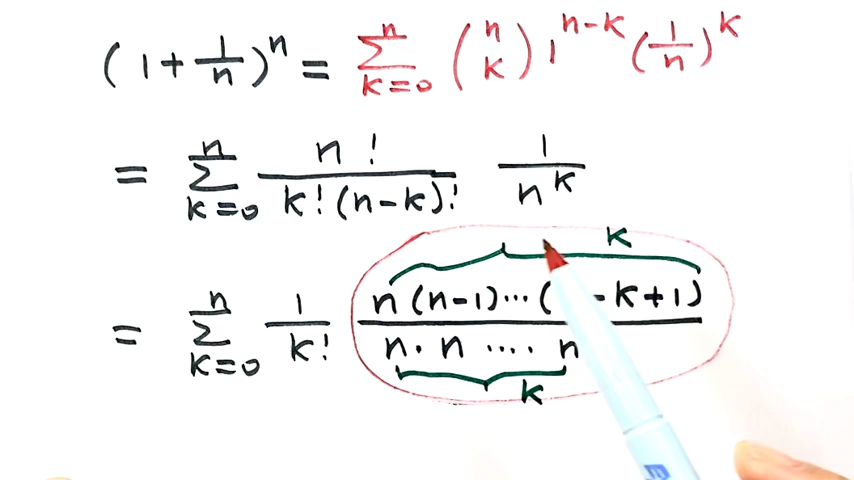 (1 + 1/n)^n = Σ_{k=0}^{n} (n k) 1^{n-k} (1/n)^k
= Σ_{k=0}^{n} n! / k!(n-k)! 1/n^k
k
= Σ_{k=0}^{n} 1/k! n(n-1)···( -k+1) / n·n ···· n
k